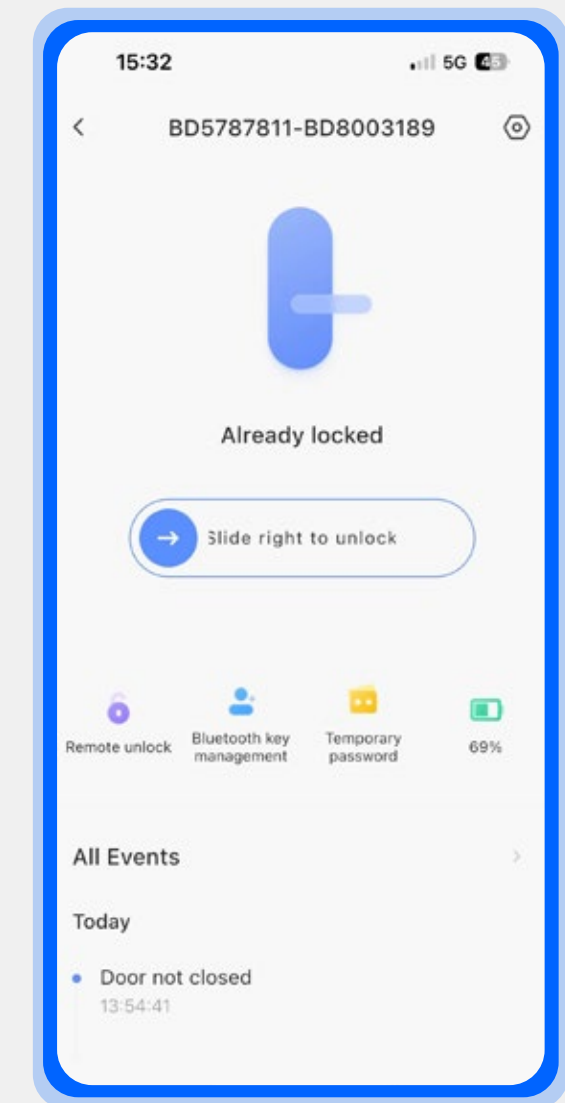 15:32
5G 45
BD5787811-BD8003189
Already locked
Slide right to unlock
Remote unlock
Bluetooth key
management
Temporary
password
69%
All Events
Today
Door not closed
13:54:41